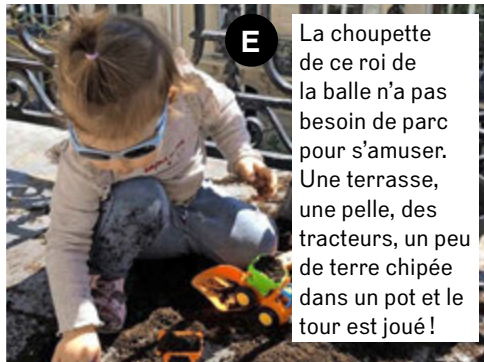 E
La choupette
de ce roi de
la balle n'a pas
besoin de parc
pour s'amuser.
Une terrasse,
une pelle, des
tracteurs, un peu
de terre chipée
dans un pot et le
tour est joué !